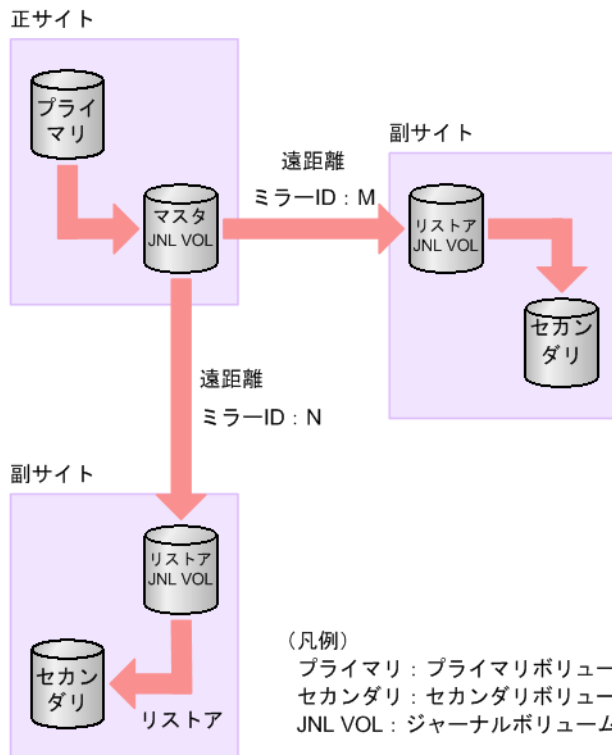 正サイト
プライ
マリ
マスタ
JNL VOL
遠距離
ミラーID：M
副サイト
リストア
JNL VOL
セカン
ダリ
遠距離
ミラーID：N
副サイト
リストア
JNL VOL
セカン
ダリ
リストア
（凡例）
プライマリ：プライマリボリュー
セカンダリ：セカンダリボリュー
JNL VOL：ジャーナルボリューム